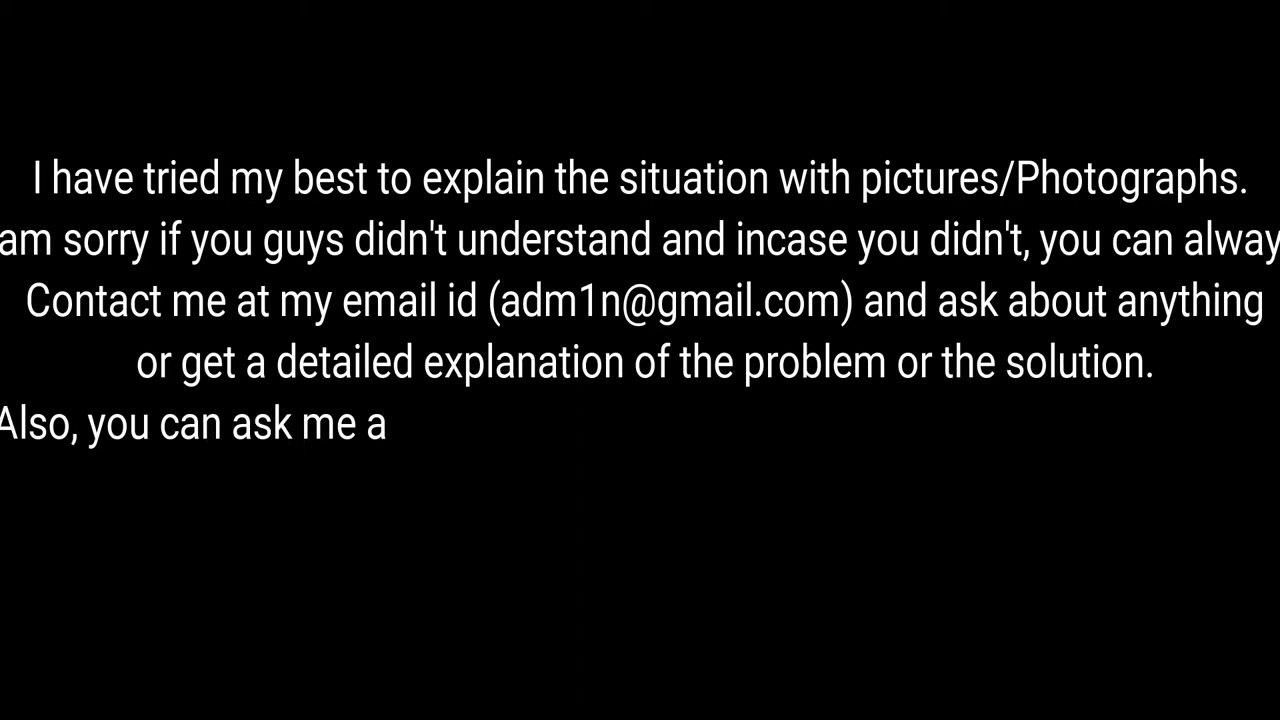 I have tried my best to explain the situation with pictures/Photographs.
am sorry if you guys didn't understand and incase you didn't, you can alway
Contact me at my email id (adm1n@gmail.com) and ask about anything
or get a detailed explanation of the problem or the solution.
Also, you can ask me a